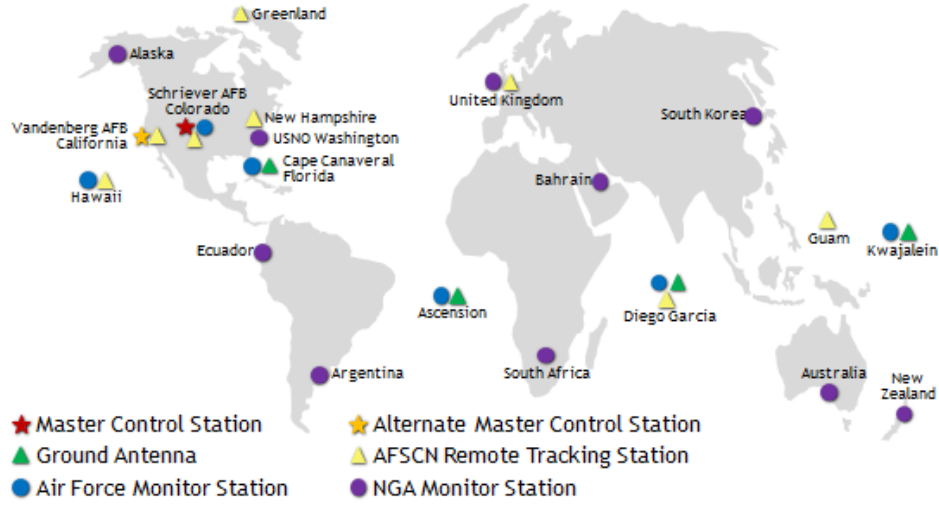 Greenland
Alaska
Schriever AFB
Colorado
New Hampshire
Vandenberg AFB
California
USNO Washington
Cape Canaveral
Florida
Hawaii
United Kingdom
South Korea
Bahrain
Guam
Kwajalein
Ecuador
Ascension
Diego Garcia
Argentina
South Africa
Australia
New
Zealand
Master Control Station
Alternate Master Control Station
Ground Antenna
AFSCN Remote Tracking Station
Air Force Monitor Station
NGA Monitor Station